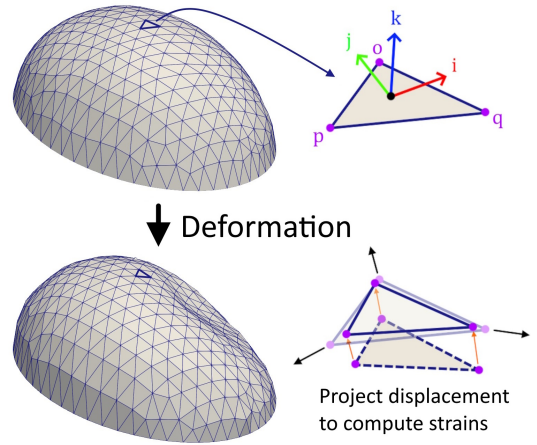 k
j
o
i
p
q
Deformation
Project displacement
to compute strains